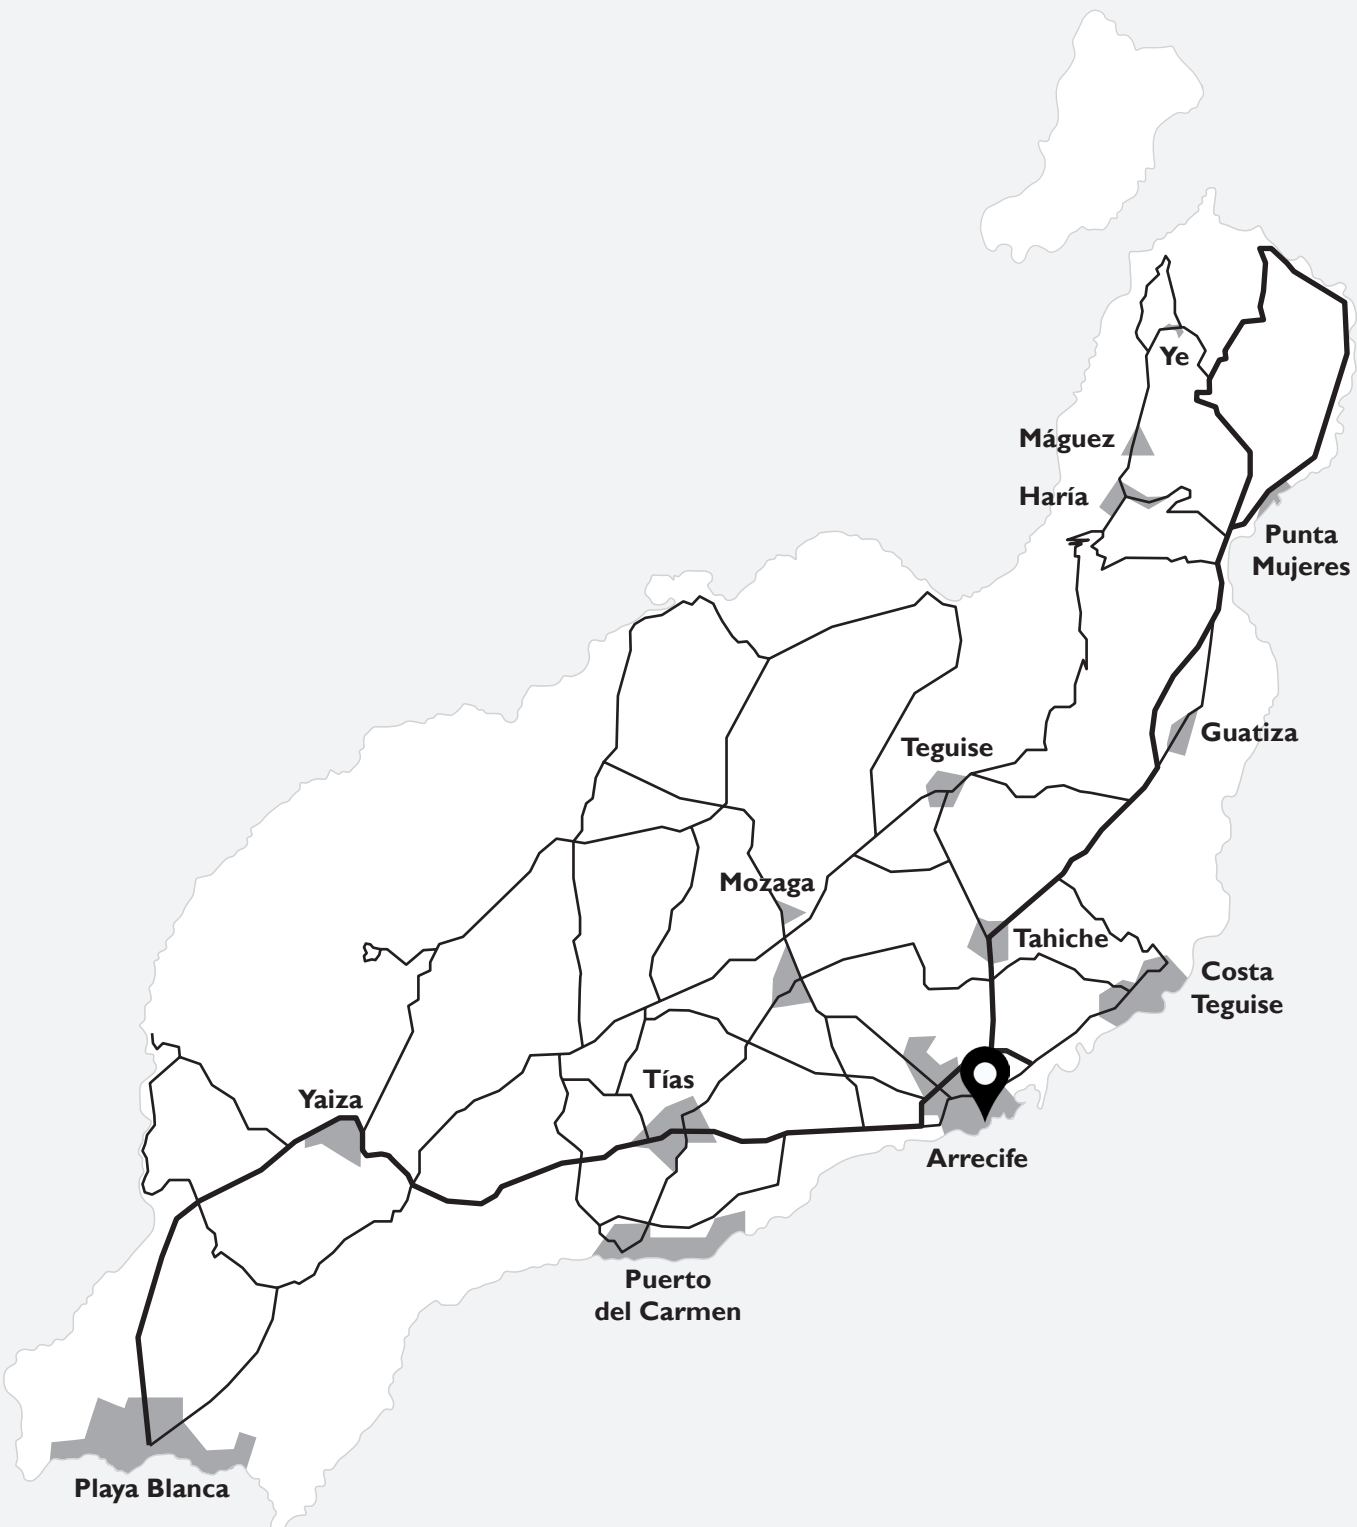 Ye
Máguez
Haría
Punta
Mujeres
Guatiza
Teguise
Mozaga
Tahiche
Costa
Teguise
Tías
Yaiza
Arrecife
Puerto
del Carmen
Playa Blanca